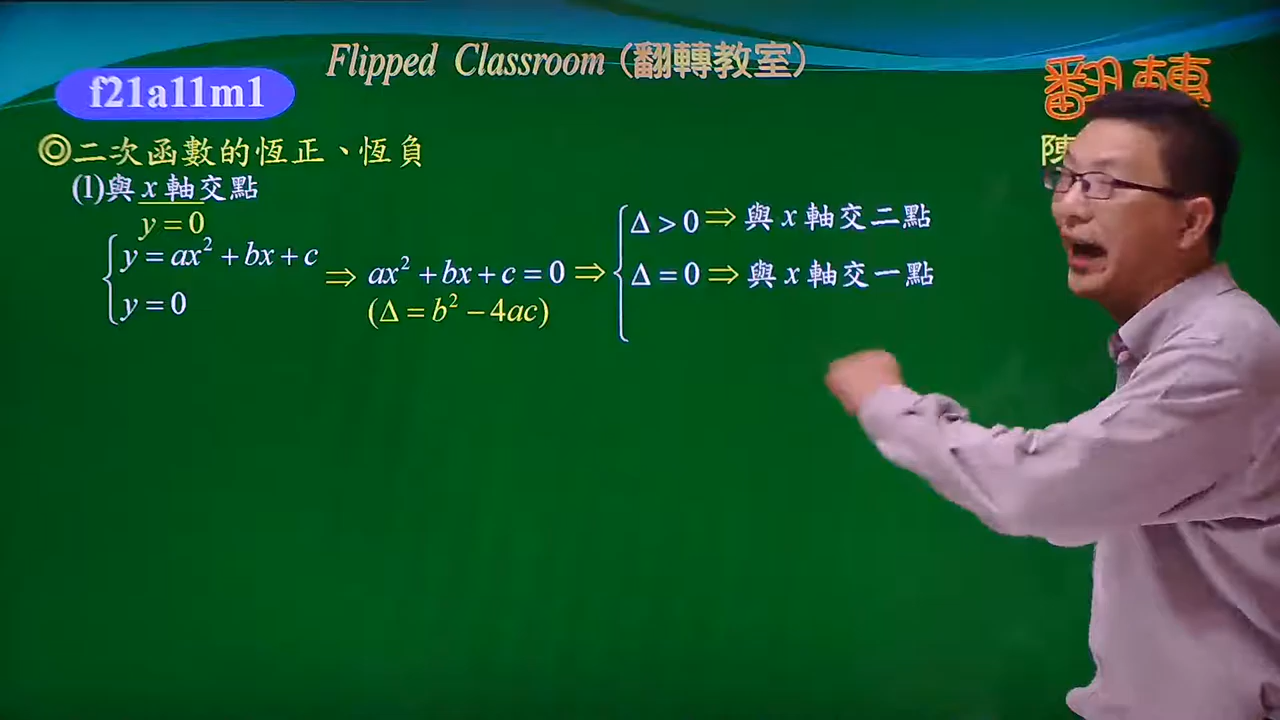 Flipped Classroom (翻轉教室)
f21a11m1
翻轉
陳
◎二次函數的恆正、恆負
(1)與 x 軸交點
y = 0
y = ax² + bx + c
y = 0
⇒ ax² + bx + c = 0 ⇒
(Δ = b² − 4ac)
Δ > 0 ⇒ 與 x 軸交二點
Δ = 0 ⇒ 與 x 軸交一點